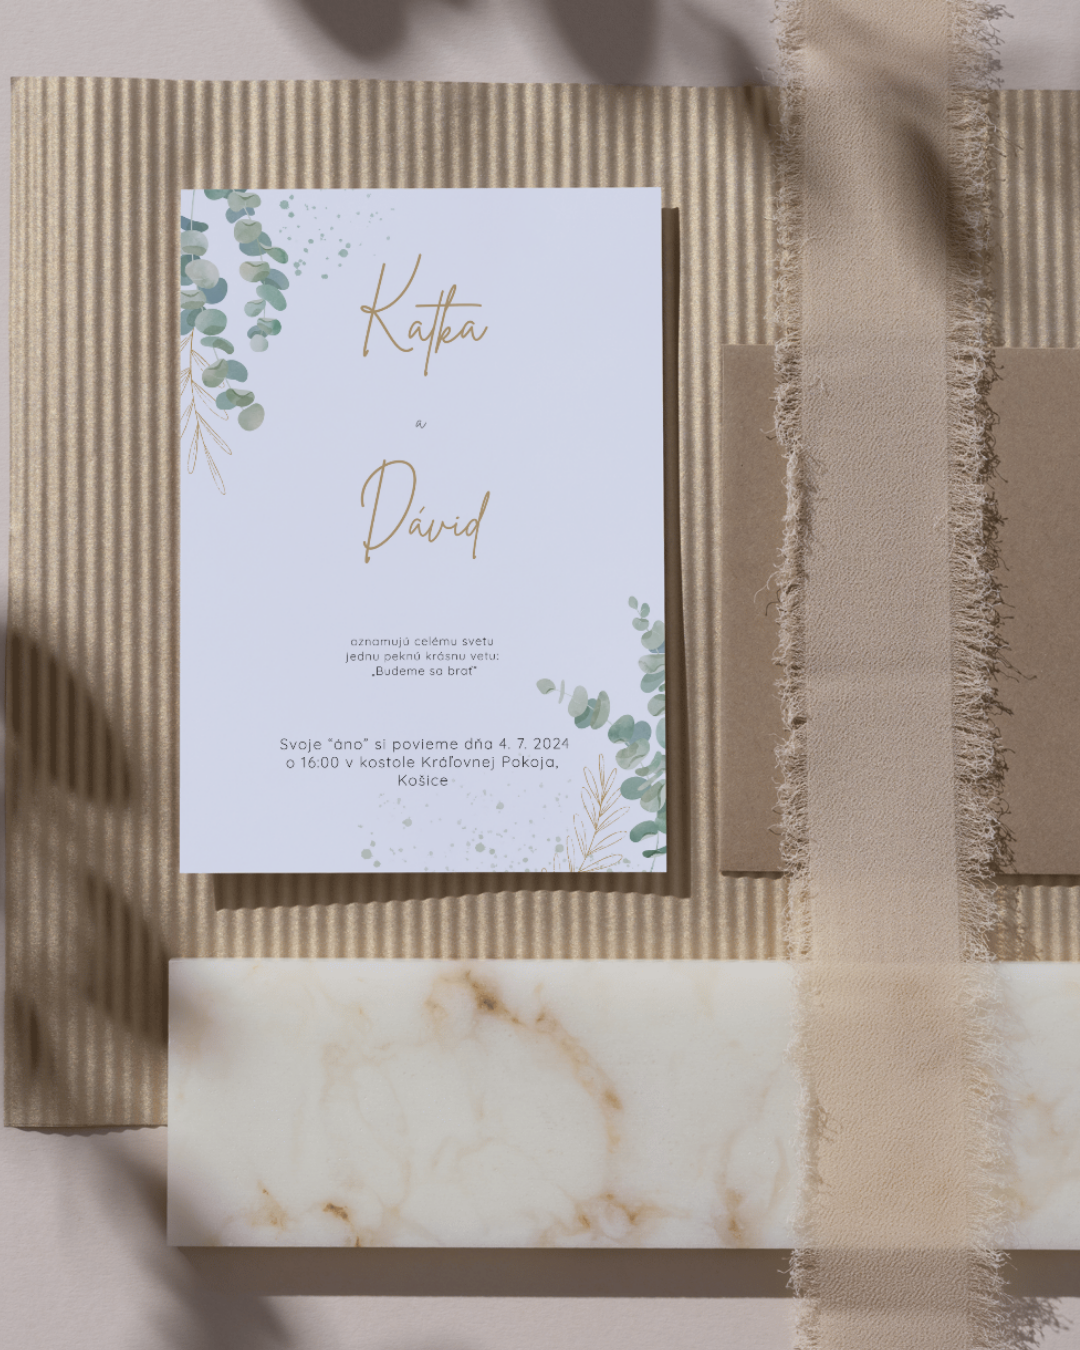 Katka
a
Dávid
oznamujú celému svetu
jednu peknú krásnu vetu:
„Budeme sa brať“
Svoje “áno” si povieme dňa 4. 7. 2024
o 16:00 v kostole Kráľovnej Pokoja,
Košice